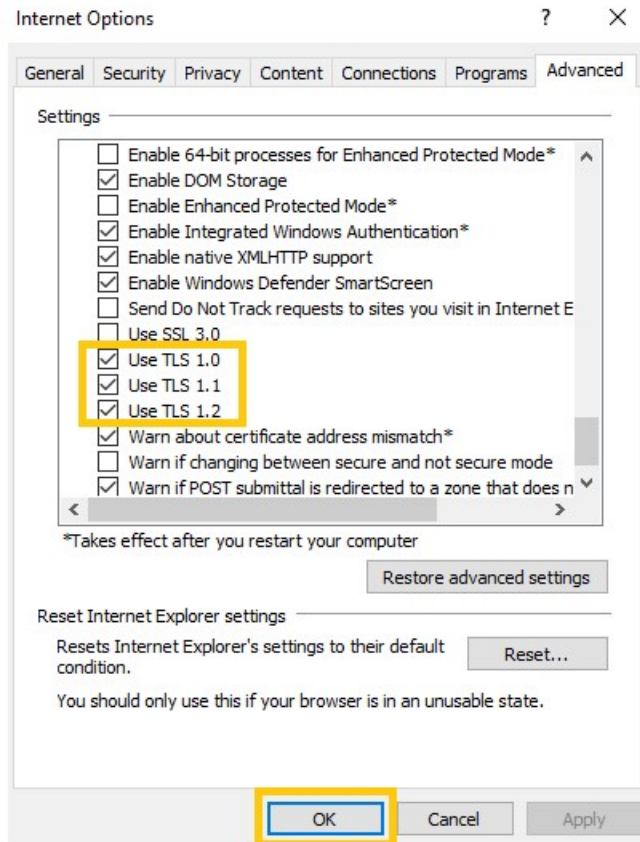 Internet Options
General Security Privacy Content Connections Programs Advanced
Settings
Enable 64-bit processes for Enhanced Protected Mode*
Enable DOM Storage
Enable Enhanced Protected Mode*
Enable Integrated Windows Authentication*
Enable native XMLHTTP support
Enable Windows Defender SmartScreen
Send Do Not Track requests to sites you visit in Internet E
Use SSL 3.0
Use TLS 1.0
Use TLS 1.1
Use TLS 1.2
Warn about certificate address mismatch*
Warn if changing between secure and not secure mode
Warn if POST submittal is redirected to a zone that does n
*Takes effect after you restart your computer
Restore advanced settings
Reset Internet Explorer settings
Resets Internet Explorer's settings to their default
condition.
Reset...
You should only use this if your browser is in an unusable state.
OK Cancel Apply